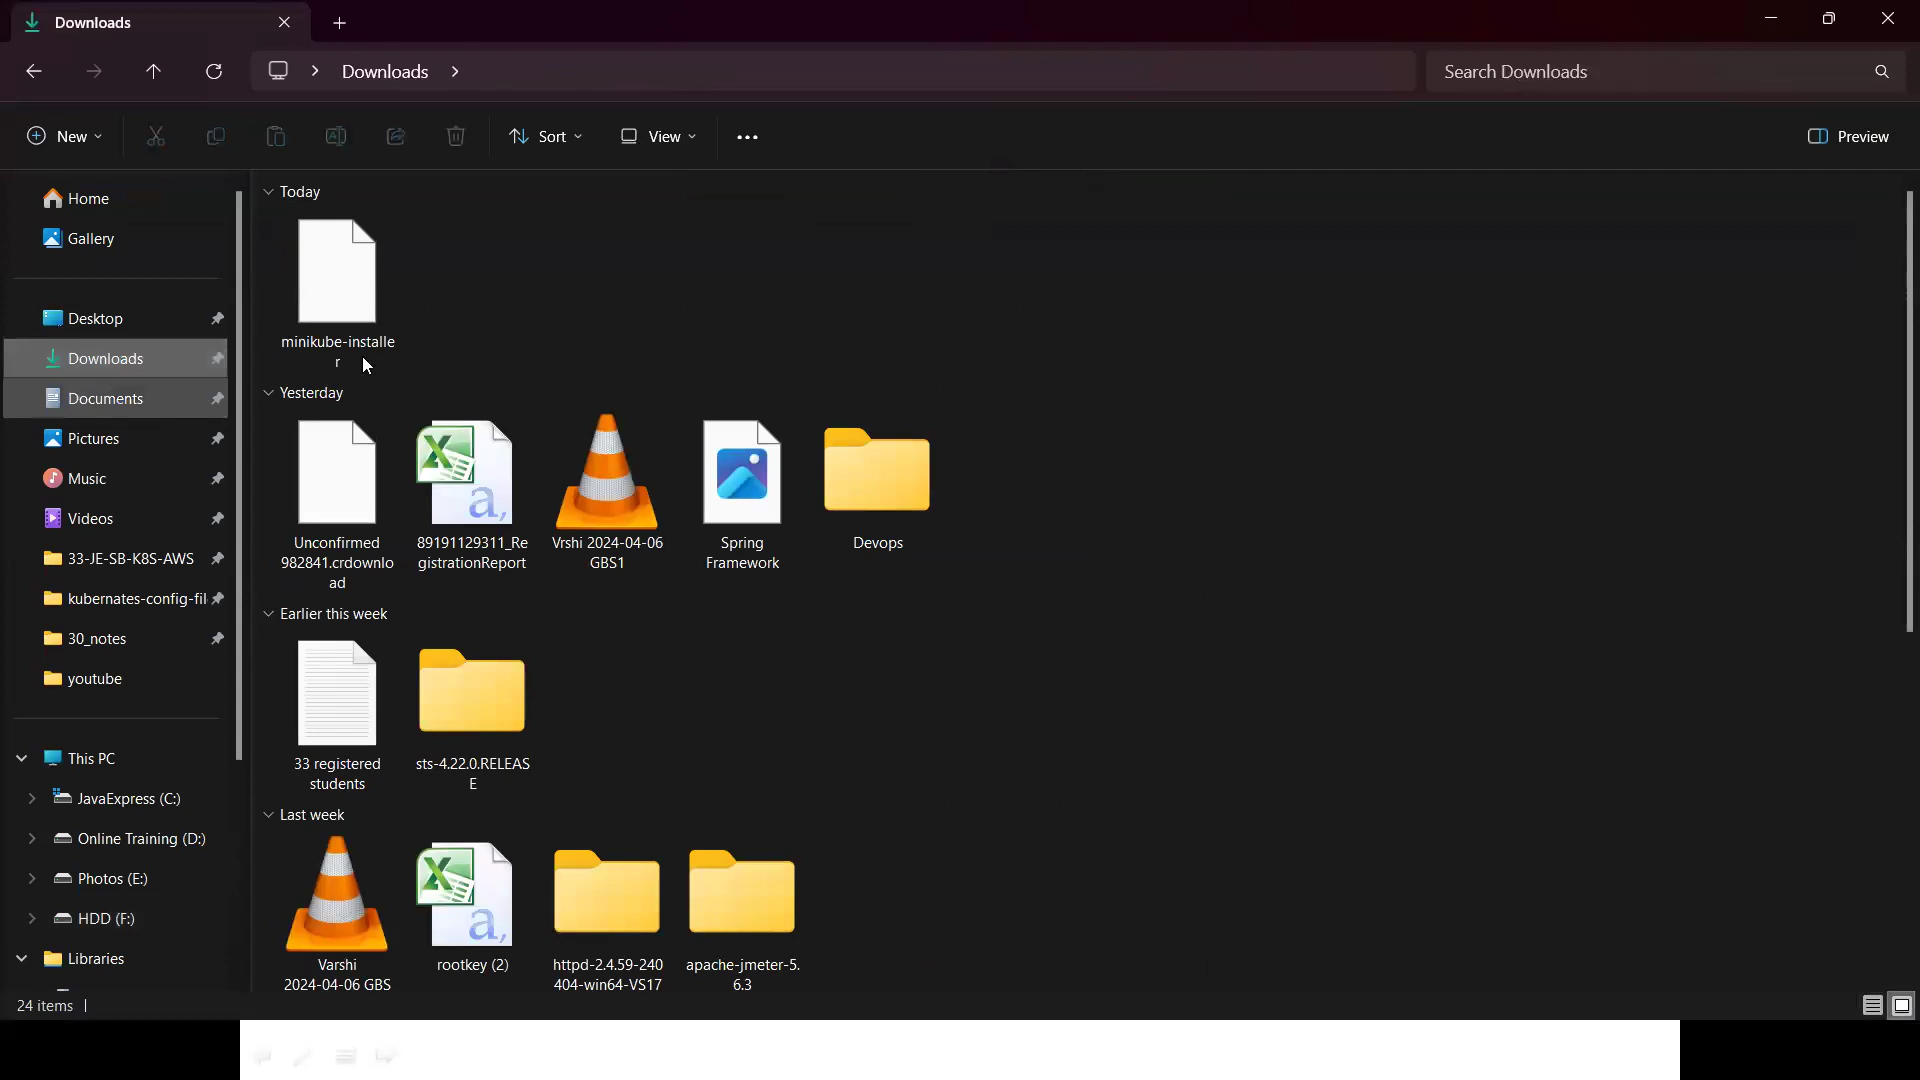 Downloads
Downloads
Search Downloads
New
Sort
View
Preview
Home
Gallery
Desktop
Downloads
Documents
Pictures
Music
Videos
33-JE-SB-K8S-AWS
kubernates-config-fil
30_notes
youtube
This PC
JavaExpress (C:)
Online Training (D:)
Photos (E:)
HDD (F:)
Libraries
Today
minikube-installe
r
Yesterday
Unconfirmed
982841.crdownlo
ad
89191129311_Re
gistrationReport
Vrshi 2024-04-06
GBS1
Spring
Framework
Devops
Earlier this week
33 registered
students
sts-4.22.0.RELEAS
E
Last week
Varshi
2024-04-06 GBS
rootkey (2)
httpd-2.4.59-240
404-win64-VS17
apache-jmeter-5.
6.3
24 items